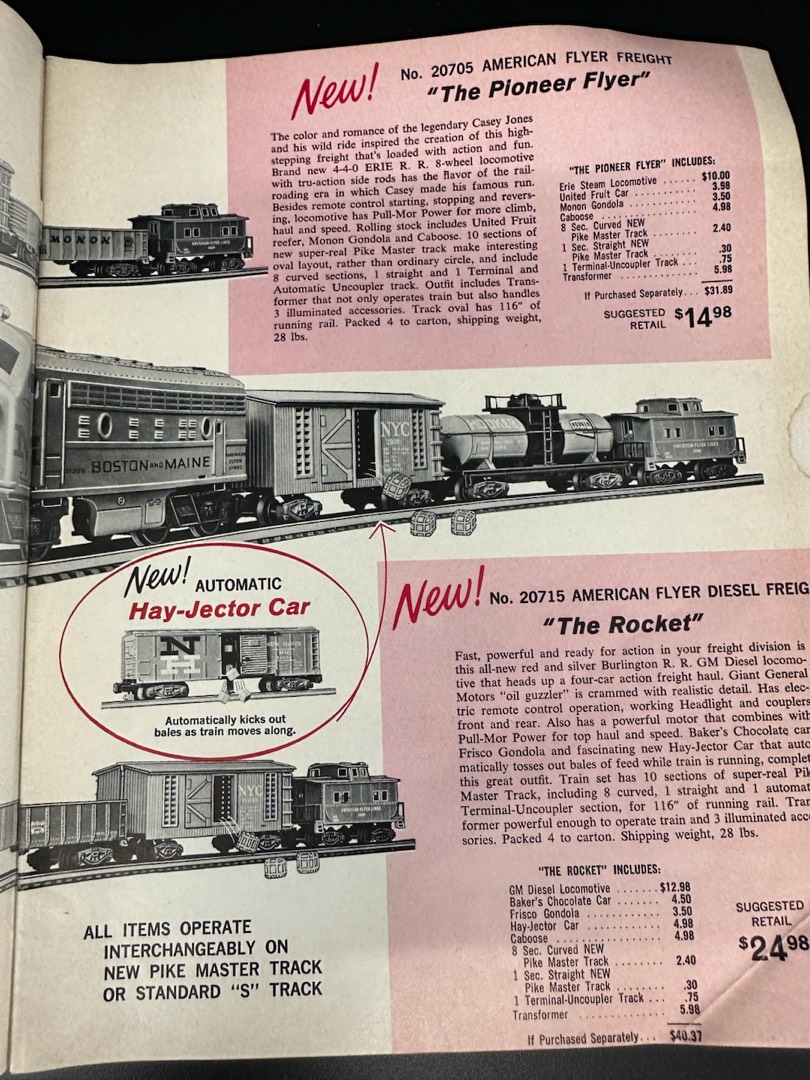 New!
No. 20705 AMERICAN FLYER FREIGHT
"The Pioneer Flyer"
The color and romance of the legendary Casey Jones
and his wild ride inspired the creation of this high-
stepping freight that's loaded with action and fun.
Brand new 4-4-0 ERIE R. R. 8-wheel locomotive
with tru-action side rods has the flavor of the rail-
roading era in which Casey made his famous run.
Besides remote control starting, stopping and revers-
ing, locomotive has Pull-Mor Power for more climb,
haul and speed. Rolling stock includes United Fruit
reefer, Monon Gondola and Caboose. 10 sections of
new super-real Pike Master track make interesting
oval layout, rather than ordinary circle, and include
8 curved sections, 1 straight and 1 Terminal and
Automatic Uncoupler track. Outfit includes Trans-
former that not only operates train but also handles
3 illuminated accessories. Track oval has 116" of
running rail. Packed 4 to carton, shipping weight,
28 lbs.
"THE PIONEER FLYER" INCLUDES:
Erie Steam Locomotive ...... $10.00
United Fruit Car ........... 3.98
Monon Gondola ........... 3.50
Caboose ................ 4.98
8 Sec. Curved NEW
Pike Master Track ........ 2.40
1 Sec. Straight NEW
Pike Master Track ........ .30
1 Terminal-Uncoupler Track ... .75
Transformer .............. 5.98
If Purchased Separately... $31.89
SUGGESTED
RETAIL $14.98
MONON
AMERICAN FLYER LINES
BOSTON AND MAINE
AMERICAN
FLYER
LINES
NYC
HOOKER
AMERICAN FLYER LINES
New! AUTOMATIC
Hay-Jector Car
N
H
NEW HAVEN
Automatically kicks out
bales as train moves along.
NYC
ALL ITEMS OPERATE
INTERCHANGEABLY ON
NEW PIKE MASTER TRACK
OR STANDARD "S" TRACK
New!
No. 20715 AMERICAN FLYER DIESEL FREIG
"The Rocket"
Fast, powerful and ready for action in your freight division is
this all-new red and silver Burlington R. R. GM Diesel locomo-
tive that heads up a four-car action freight haul. Giant General
Motors "oil guzzler" is crammed with realistic detail. Has elec-
tric remote control operation, working Headlight and couplers
front and rear. Also has a powerful motor that combines with
Pull-Mor Power for top haul and speed. Baker's Chocolate car
Frisco Gondola and fascinating new Hay-Jector Car that auto
matically tosses out bales of feed while train is running, complet
this great outfit. Train set has 10 sections of super-real Pik
Master Track, including 8 curved, 1 straight and 1 automat
Terminal-Uncoupler section, for 116" of running rail. Tran
former powerful enough to operate train and 3 illuminated acc
sories. Packed 4 to carton. Shipping weight, 28 lbs.
"THE ROCKET" INCLUDES:
GM Diesel Locomotive ....... $12.98
Baker's Chocolate Car ....... 4.50
Frisco Gondola ............ 3.50
Hay-Jector Car ............ 4.98
Caboose ................. 4.98
8 Sec. Curved NEW
Pike Master Track ........ 2.40
1 Sec. Straight NEW
Pike Master Track ........ .30
1 Terminal-Uncoupler Track ... .75
Transformer .............. 5.98
If Purchased Separately... $40.37
SUGGESTED
RETAIL
$24.98